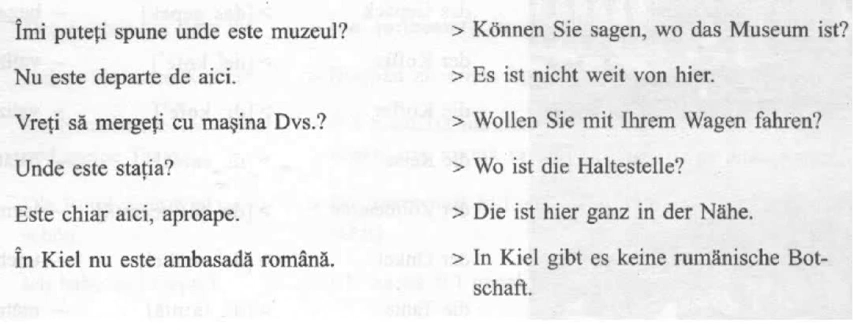 Îmi puteți spune unde este muzeul? > Können Sie sagen, wo das Museum ist?
Nu este departe de aici. > Es ist nicht weit von hier.
Vreți să mergeți cu mașina Dvs.? > Wollen Sie mit Ihrem Wagen fahren?
Unde este stația? > Wo ist die Haltestelle?
Este chiar aici, aproape. > Die ist hier ganz in der Nähe.
În Kiel nu este ambasadă română. > In Kiel gibt es keine rumänische Bot-
schaft.